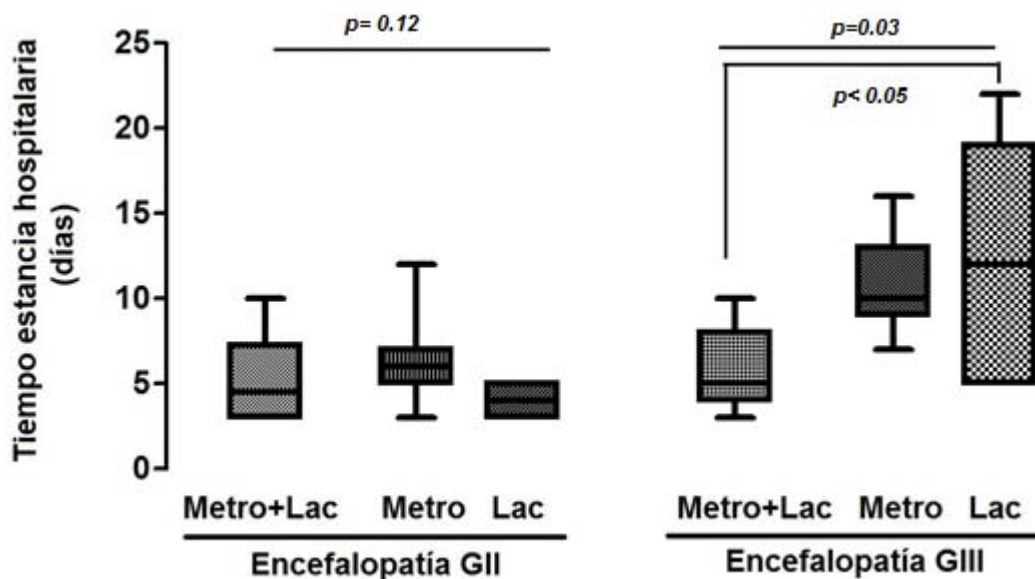 p= 0.12
p=0.03
p< 0.05
Tiempo estancia hospitalaria
(días)
25
20
15
10
5
0
Metro+Lac Metro Lac
Encefalopatía GII
Metro+Lac Metro Lac
Encefalopatía GIII